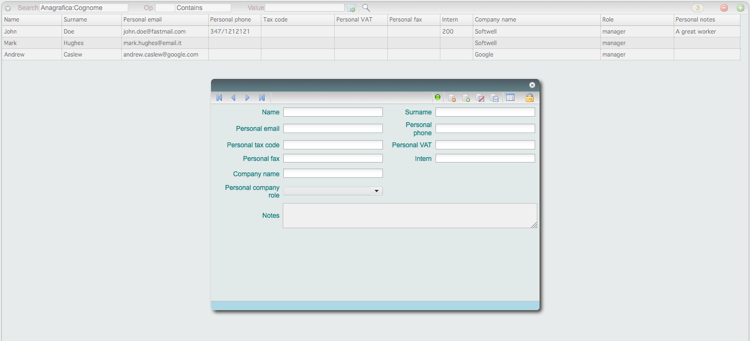 Search Anagrafica:Cognome Op. Contains Value 3
Name Surname Personal email Personal phone Tax code Personal VAT Personal fax Intern Company name Role Personal notes
John Doe john.doe@fastmail.com 347/1212121 200 Softwell manager A great worker
Mark Hughes mark.hughes@email.it Softwell manager
Andrew Caslew andrew.caslew@google.com Google manager
Name Surname
Personal email Personal phone
Personal tax code Personal VAT
Personal fax Intern
Company name
Personal company
role
Notes